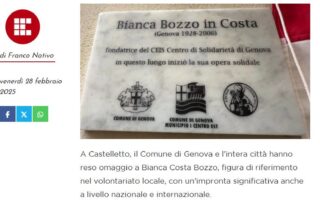 Bianca Bozzo in Costa
(Genova 1928-2006)
fondatrice del CEIS Centro di Solidarietà di Genova
in questo luogo iniziò la sua opera solidale
COMUNE DI GENOVA
COMUNE DI GENOVA
MUNICIPIO I CENTRO EST
di Franco Nativo
venerdì 28 febbraio
2025
A Castelletto, il Comune di Genova e l'intera città hanno
reso omaggio a Bianca Costa Bozzo, figura di riferimento
nel volontariato locale, con un'impronta significativa anche
a livello nazionale e internazionale.